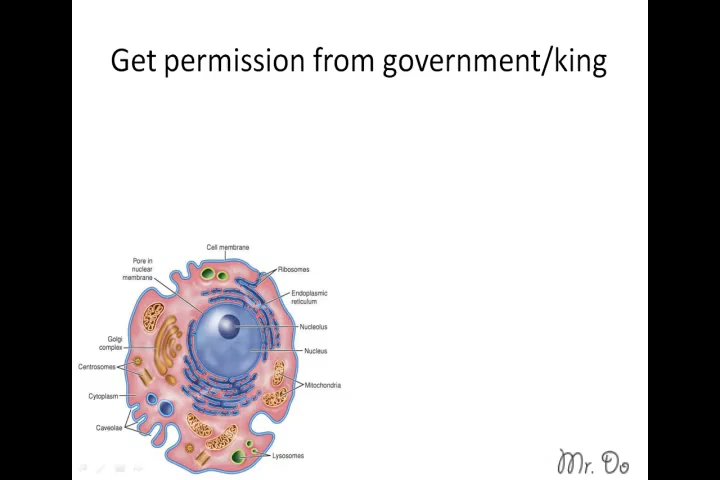 Get permission from government/king
Cell membrane
Pore in
nuclear
membrane
Ribosomes
Endoplasmic
reticulum
Nucleolus
Golgi
complex
Nucleus
Centrosomes
Mitochondria
Cytoplasm
Caveolae
Lysosomes
Mr. Do